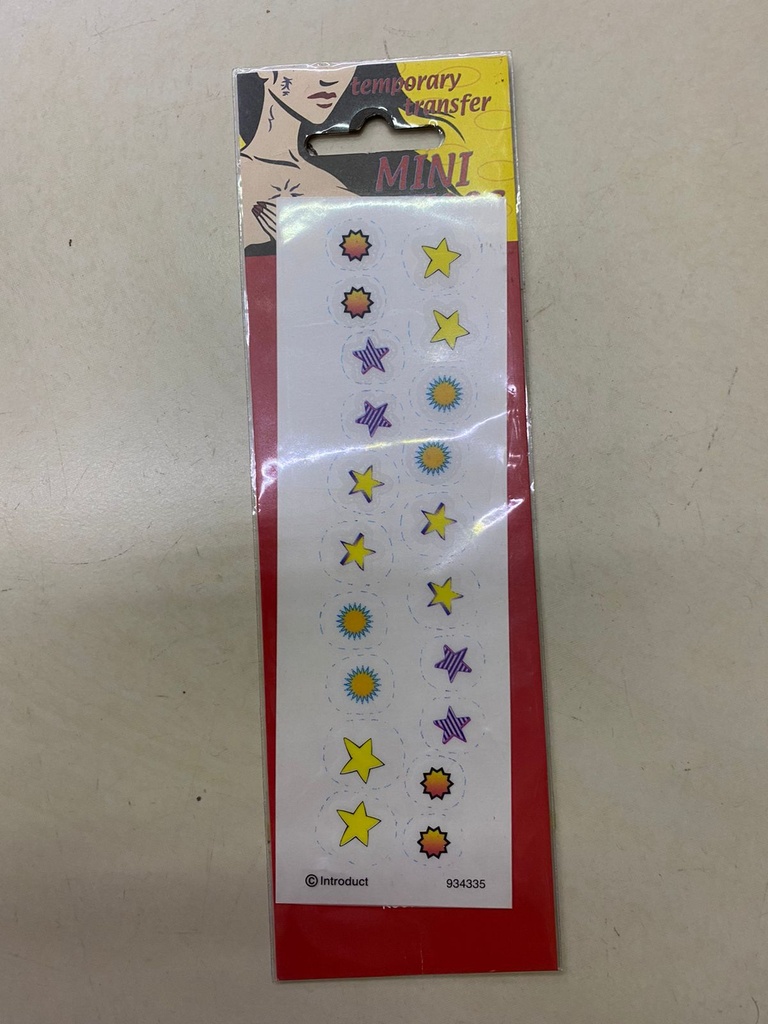 temporary
transfer
MINI
© Introduct
934335